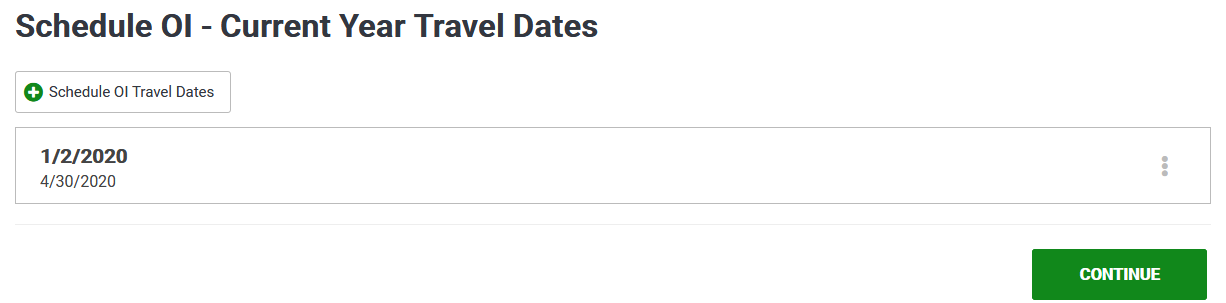 Schedule OI - Current Year Travel Dates
Schedule OI Travel Dates
1/2/2020
4/30/2020
CONTINUE